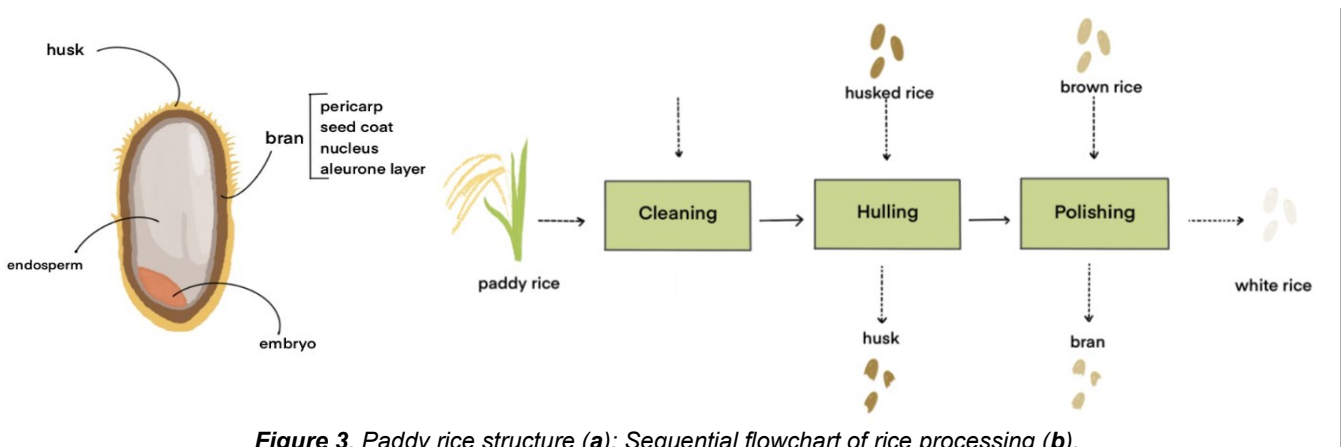 husk
bran
pericarp
seed coat
nucleus
aleurone layer
endosperm
embryo
paddy rice
Cleaning
husked rice
Hulling
husk
brown rice
Polishing
bran
white rice
Figure 3. Paddy rice structure (a); Sequential flowchart of rice processing (b).